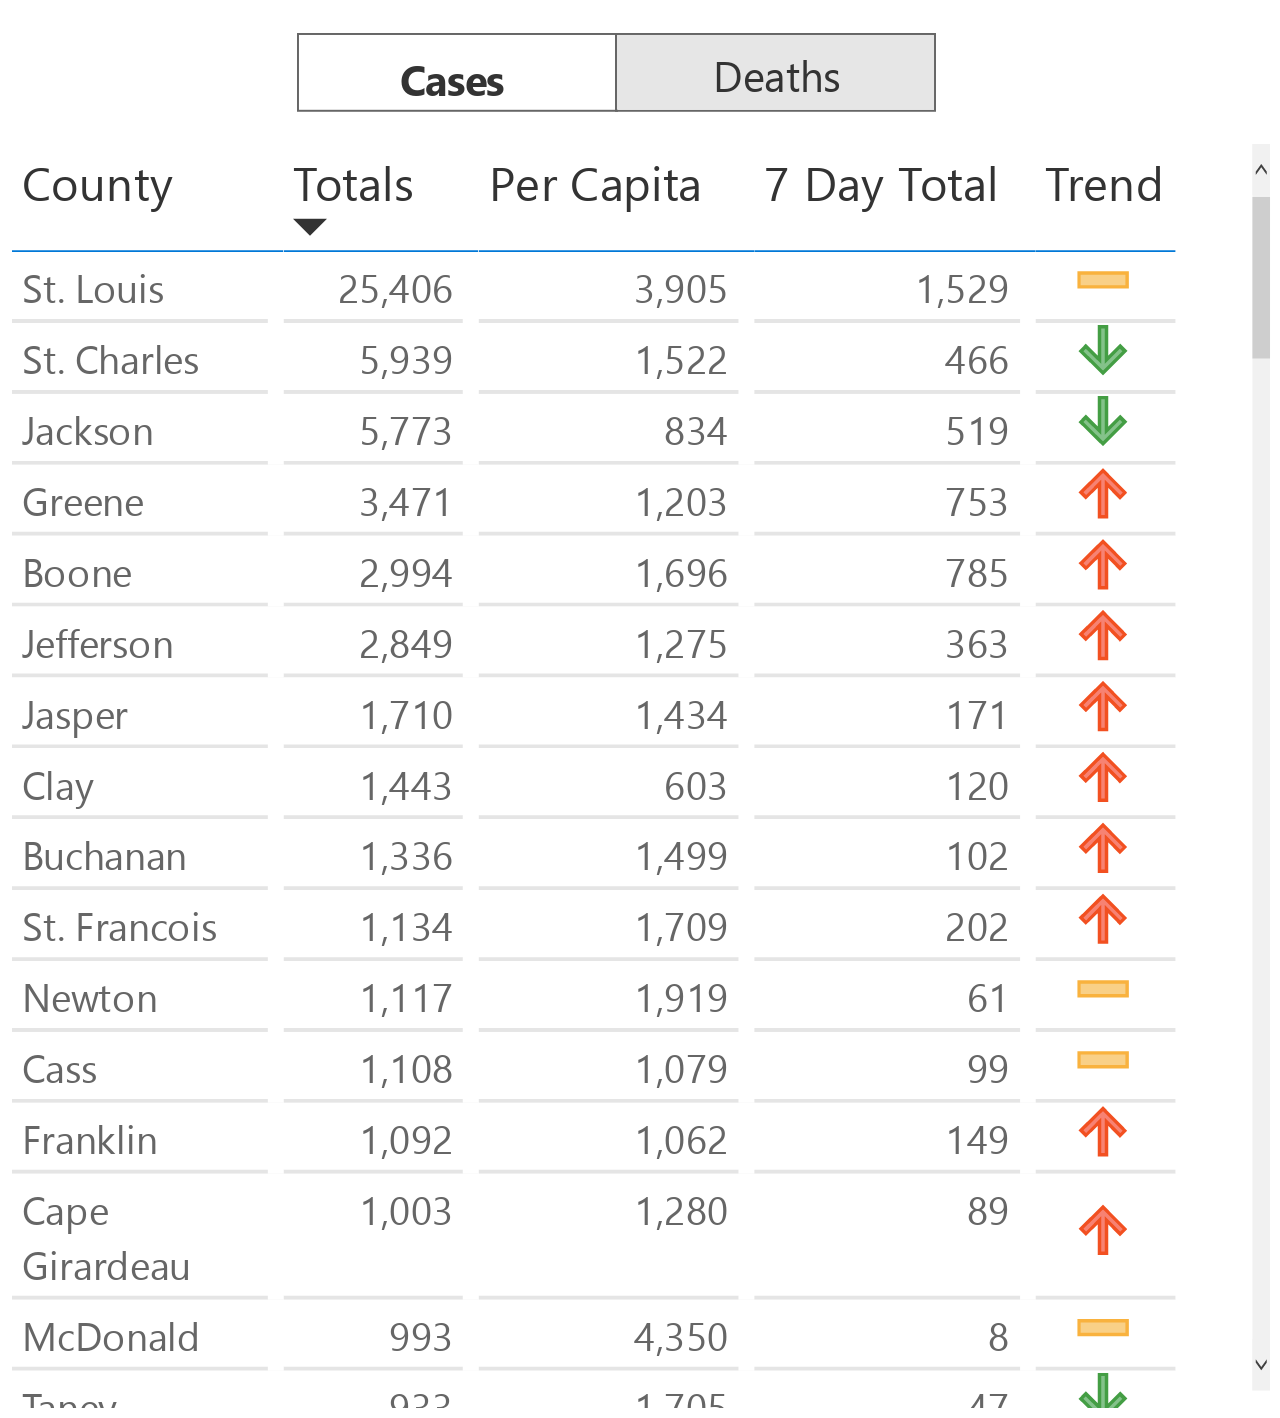 Cases Deaths
County Totals Per Capita 7 Day Total Trend
St. Louis 25,406 3,905 1,529
St. Charles 5,939 1,522 466
Jackson 5,773 834 519
Greene 3,471 1,203 753
Boone 2,994 1,696 785
Jefferson 2,849 1,275 363
Jasper 1,710 1,434 171
Clay 1,443 603 120
Buchanan 1,336 1,499 102
St. Francois 1,134 1,709 202
Newton 1,117 1,919 61
Cass 1,108 1,079 99
Franklin 1,092 1,062 149
Cape 1,003 1,280 89
Girardeau
McDonald 993 4,350 8
Taney 933 1,705 47